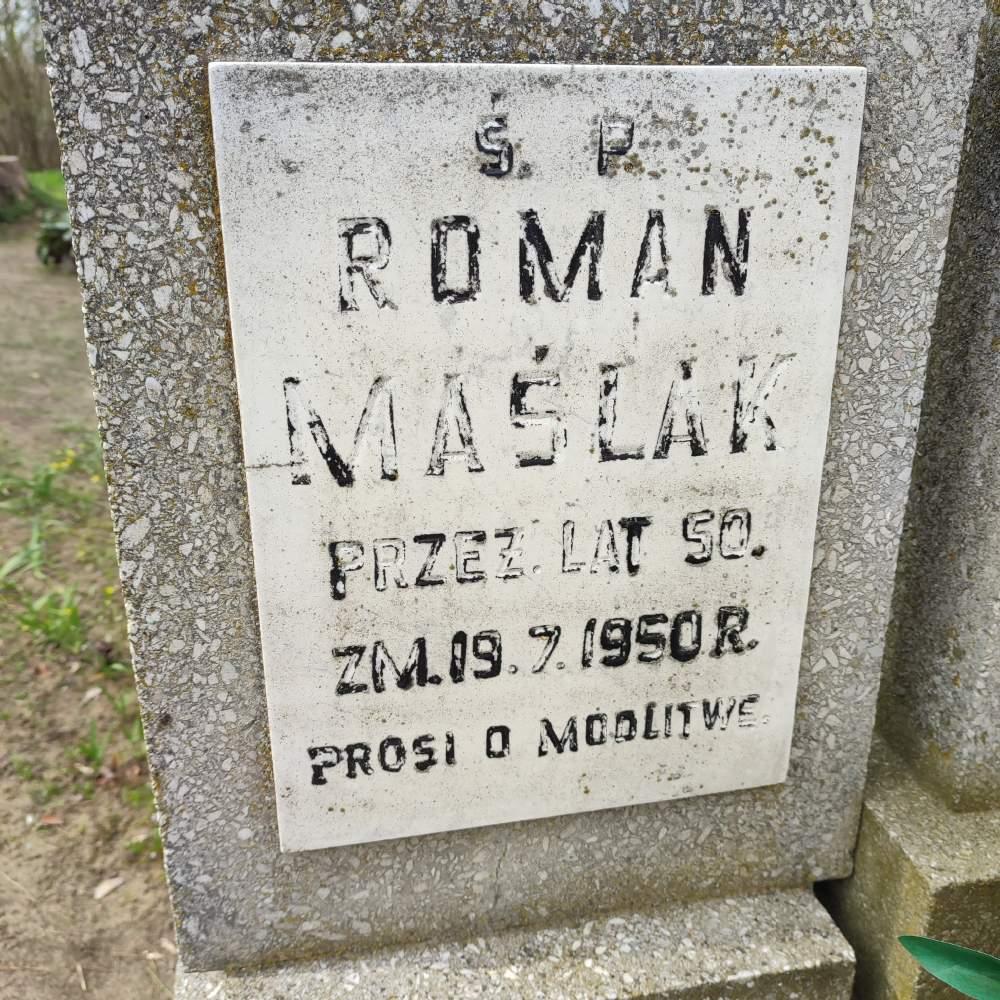 Ś. P
ROMAN
MAŚLAK
PRZEŻ. LAT 50.
ZM. 19. 7. 1950 R.
PROSI O MODLITWE.